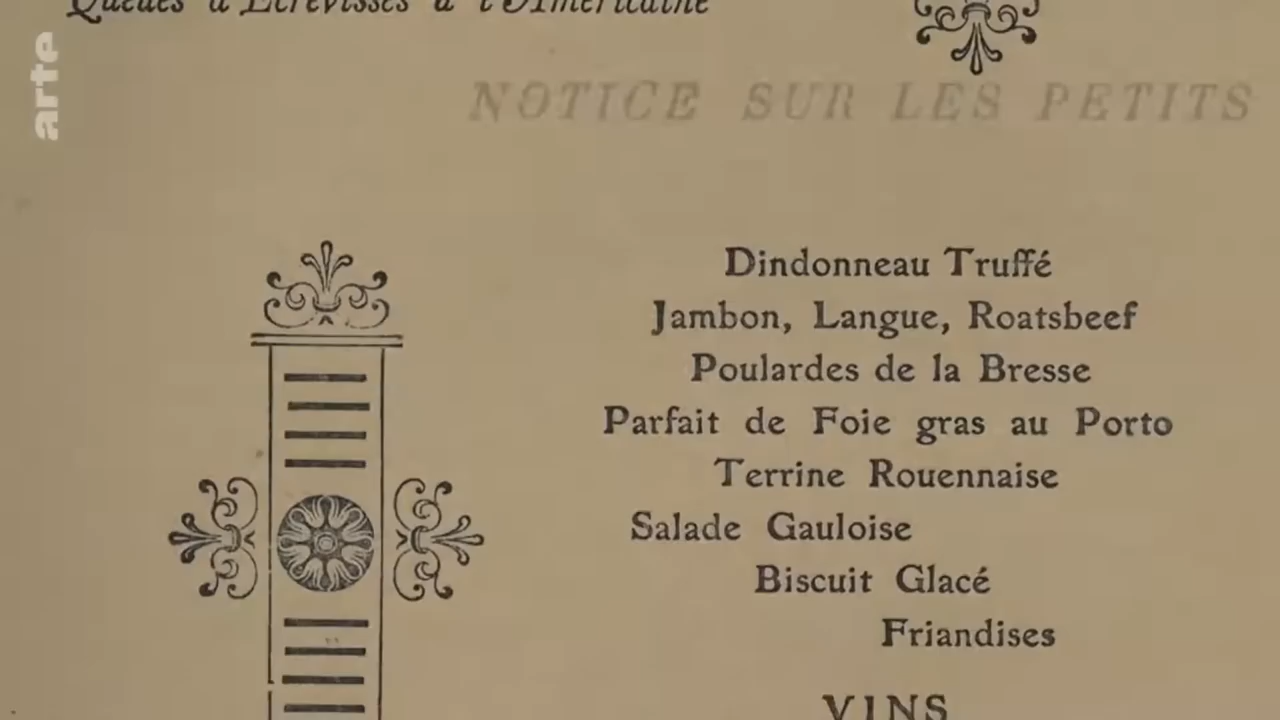 Queues d'Écrevisses à l'Américaine
arte
NOTICE SUR LES PETITS
Dindonneau Truffé
Jambon, Langue, Roatsbeef
Poulardes de la Bresse
Parfait de Foie gras au Porto
Terrine Rouennaise
Salade Gauloise
Biscuit Glacé
Friandises
VINS